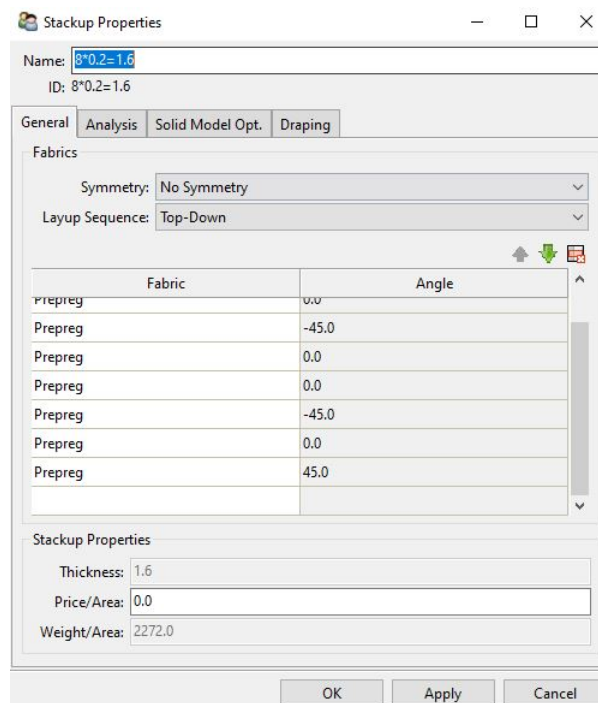 Stackup Properties
Name: 8*0.2=1.6
ID: 8*0.2=1.6
General Analysis Solid Model Opt. Draping
Fabrics
Symmetry: No Symmetry
Layup Sequence: Top-Down
Fabric Angle
Prepreg 0.0
Prepreg -45.0
Prepreg 0.0
Prepreg 0.0
Prepreg -45.0
Prepreg 0.0
Prepreg 45.0
Stackup Properties
Thickness: 1.6
Price/Area: 0.0
Weight/Area: 2272.0
OK Apply Cancel